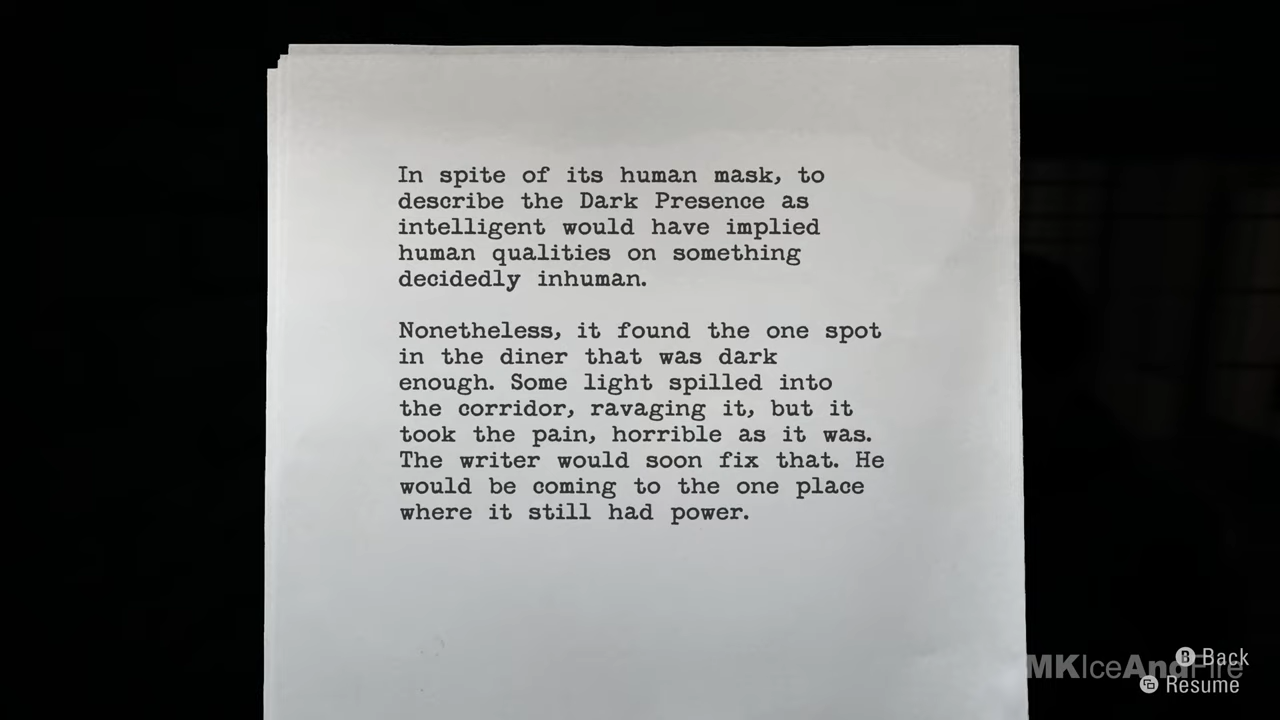 In spite of its human mask, to
describe the Dark Presence as
intelligent would have implied
human qualities on something
decidedly inhuman.
Nonetheless, it found the one spot
in the diner that was dark
enough. Some light spilled into
the corridor, ravaging it, but it
took the pain, horrible as it was.
The writer would soon fix that. He
would be coming to the one place
where it still had power.
B Back
MKIceAndFire
Resume